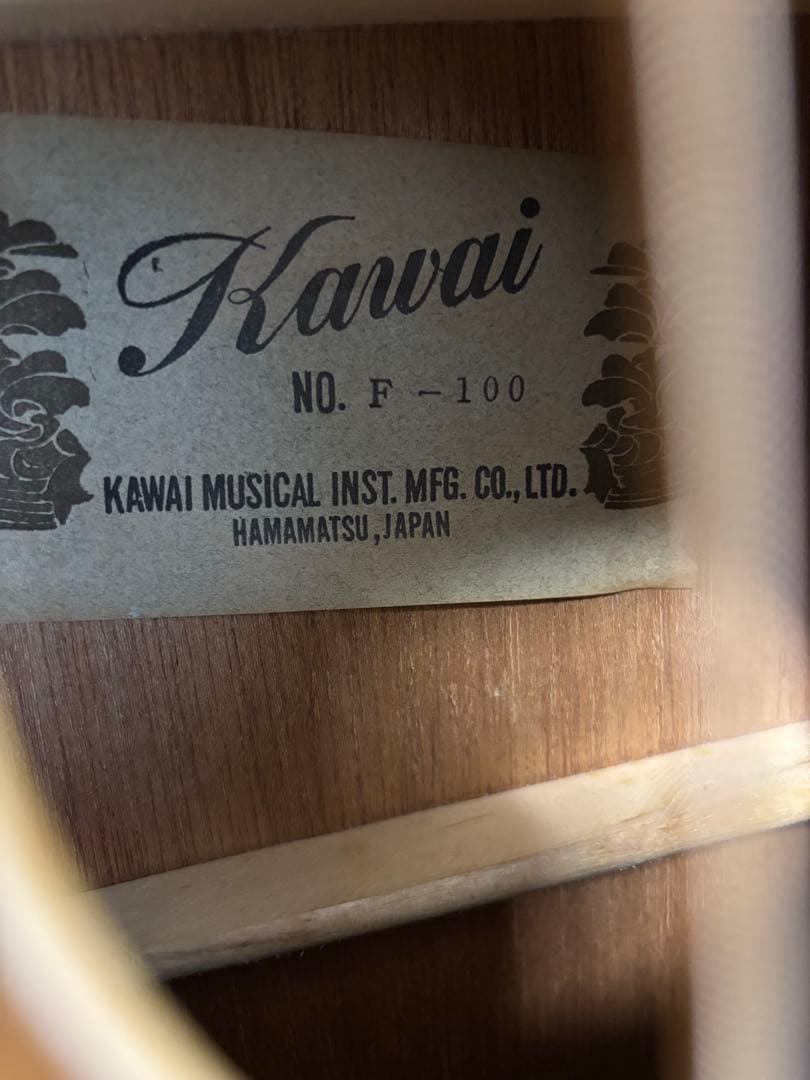 Kawai
NO. F - 100
KAWAI MUSICAL INST. MFG. CO., LTD.
HAMAMATSU, JAPAN